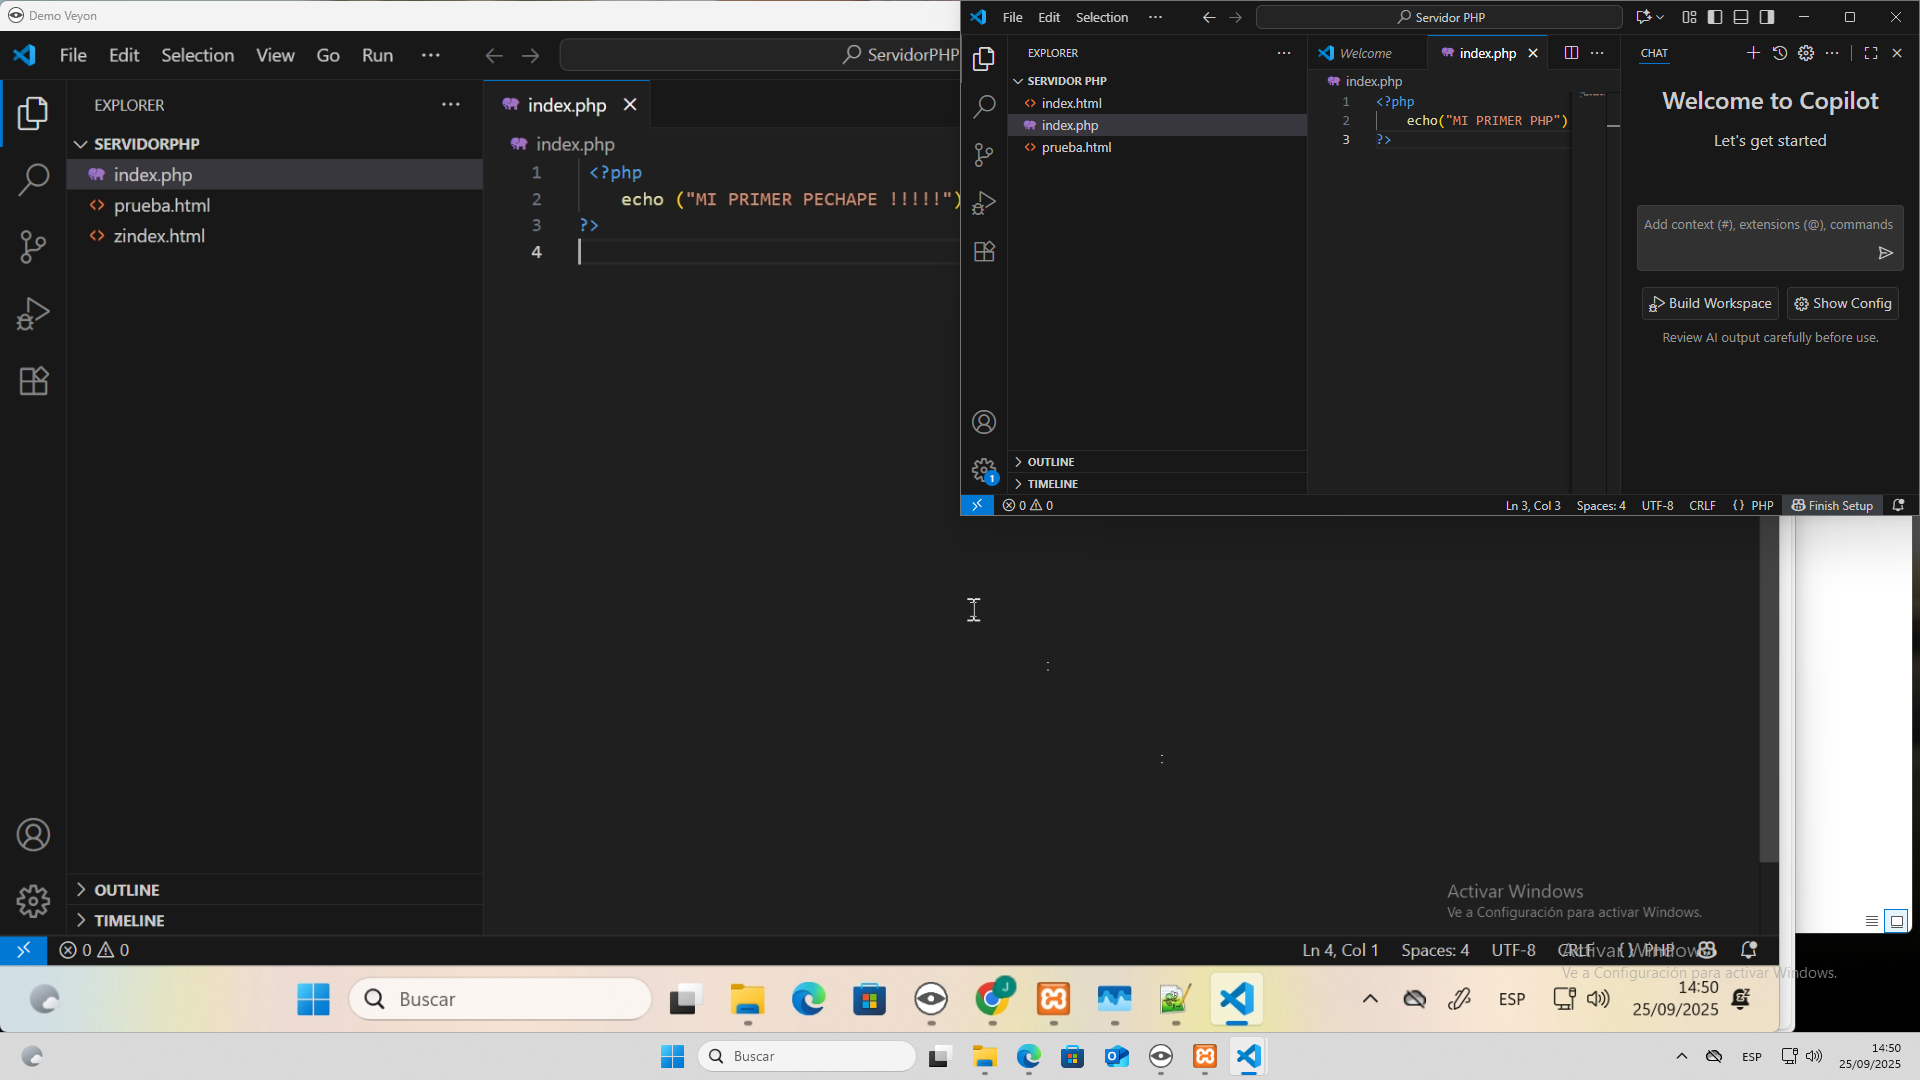 Demo Veyon
File Edit Selection View Go Run ···
ServidorPHP
EXPLORER
SERVIDORPHP
index.php
prueba.html
zindex.html
index.php
index.php
1 <?php
2 echo ("MI PRIMER PECHAPE !!!!!")
3 ?>
4
OUTLINE
TIMELINE
0 0
Ln 4, Col 1 Spaces: 4 UTF-8 CRLF {} PHP
File Edit Selection ···
Servidor PHP
EXPLORER
SERVIDOR PHP
index.html
index.php
prueba.html
OUTLINE
TIMELINE
Welcome
index.php
index.php
1 <?php
2 echo("MI PRIMER PHP")
3 ?>
CHAT
Welcome to Copilot
Let's get started
Add context (#), extensions (@), commands
Build Workspace
Show Config
Review AI output carefully before use.
1
0 0
Ln 3, Col 3 Spaces: 4 UTF-8 CRLF {} PHP Finish Setup
:
:
Activar Windows
Ve a Configuración para activar Windows.
Activar Windows
Ve a Configuración para activar Windows.
Buscar
J
ESP
14:50
25/09/2025
Buscar
ESP
14:50
25/09/2025